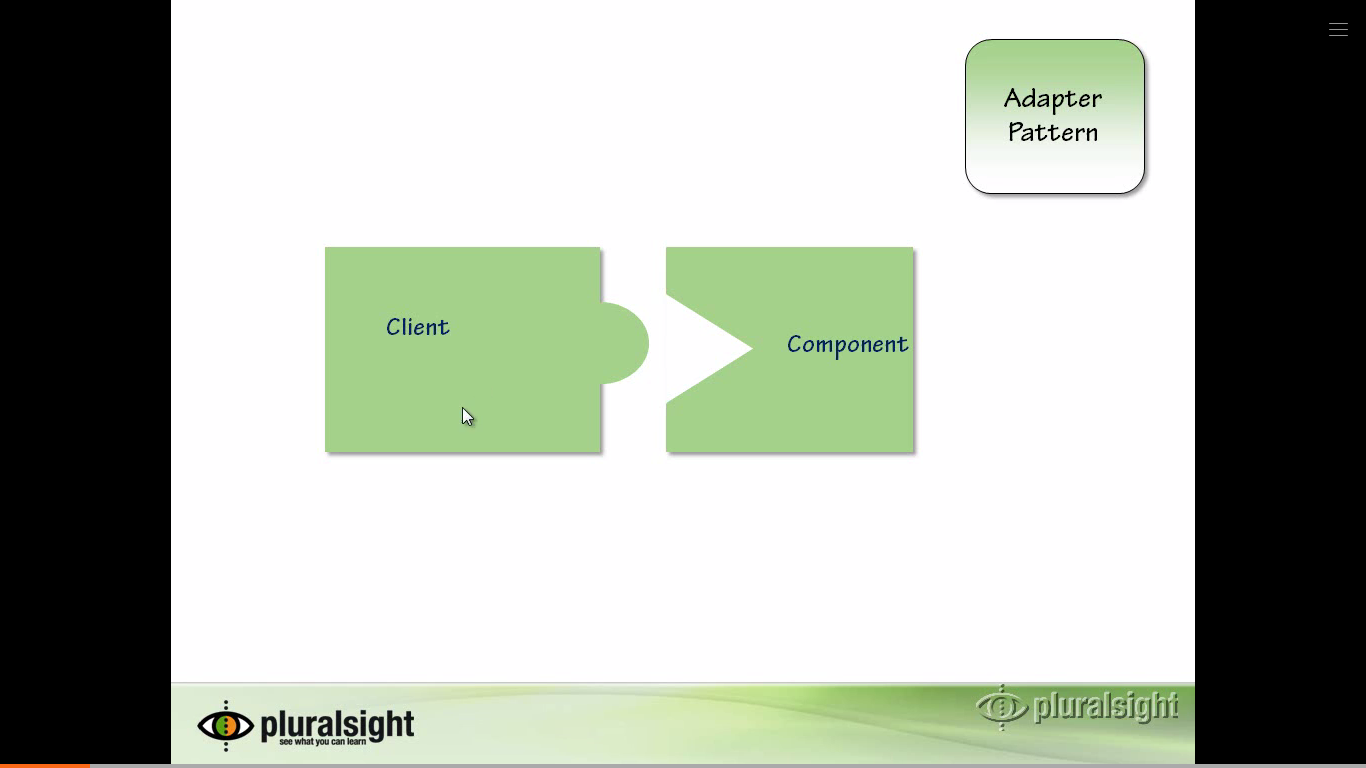 Adapter
Pattern
Client
Component
pluralsight
see what you can learn
pluralsight